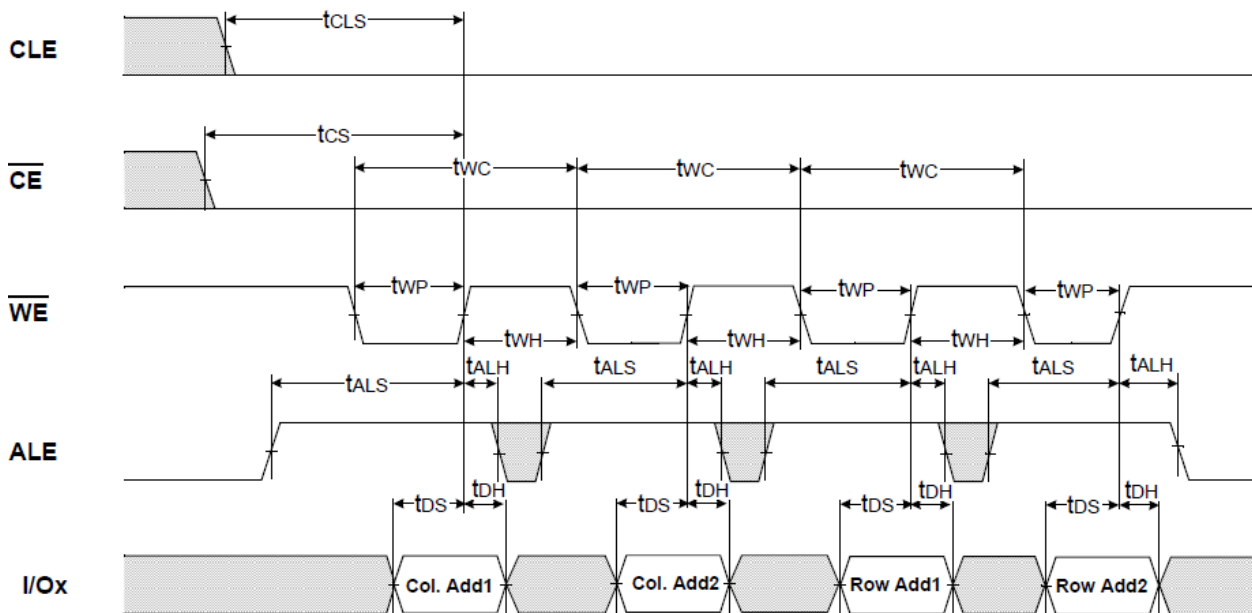 CLE
tCLS
CE
tCS
tWC tWC tWC
WE
tWP tWP tWP tWP
tWH tWH tWH
ALE
tALS tALH tALS tALH tALS tALH tALS tALH
tDS tDH tDS tDH tDS tDH tDS tDH
I/Ox
Col. Add1 Col. Add2 Row Add1 Row Add2